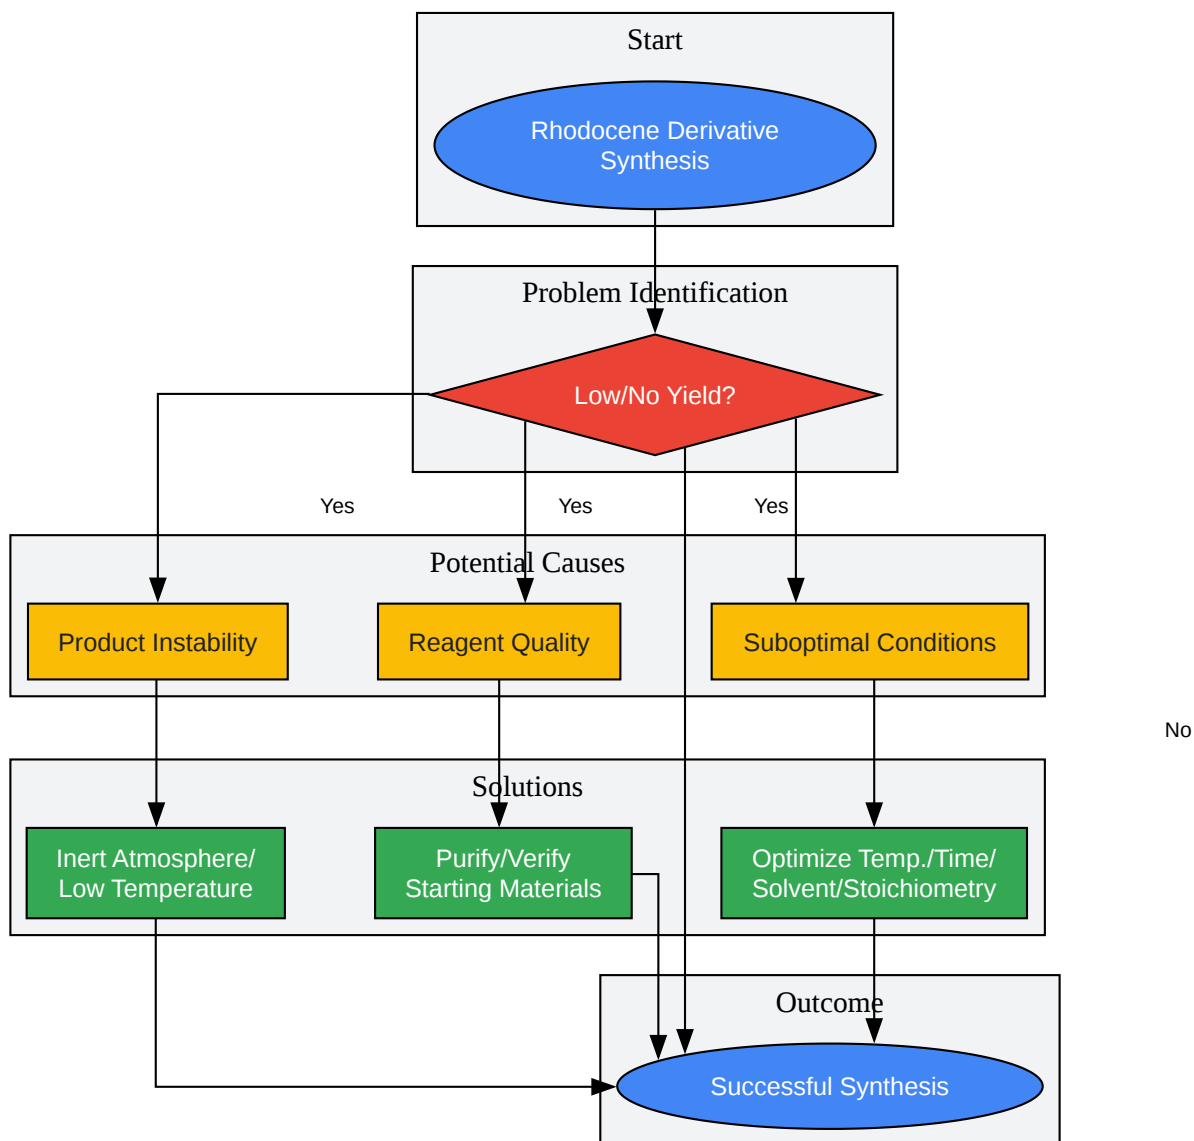 Start
Rhodocene Derivative
Synthesis
Problem Identification
Low/No Yield?
Yes
Yes
Yes
Potential Causes
Product Instability
Reagent Quality
Suboptimal Conditions
No
Solutions
Inert Atmosphere/
Low Temperature
Purify/Verify
Starting Materials
Optimize Temp./Time/
Solvent/Stoichiometry
Outcome
Successful Synthesis